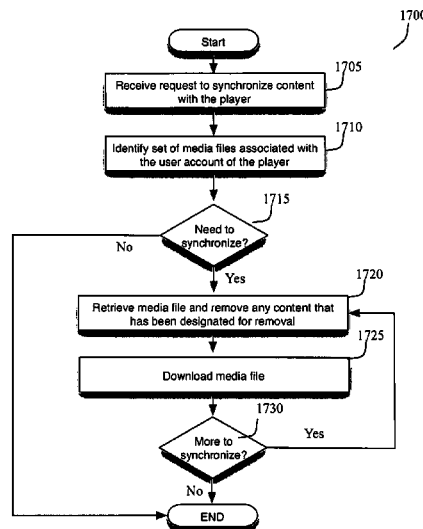 1700
Start
1705
Receive request to synchronize content
with the player
1710
Identify set of media files associated with
the user account of the player
1715
Need to
synchronize?
No
Yes
1720
Retrieve media file and remove any content that
has been designated for removal
1725
Download media file
1730
More to
synchronize?
Yes
No
END